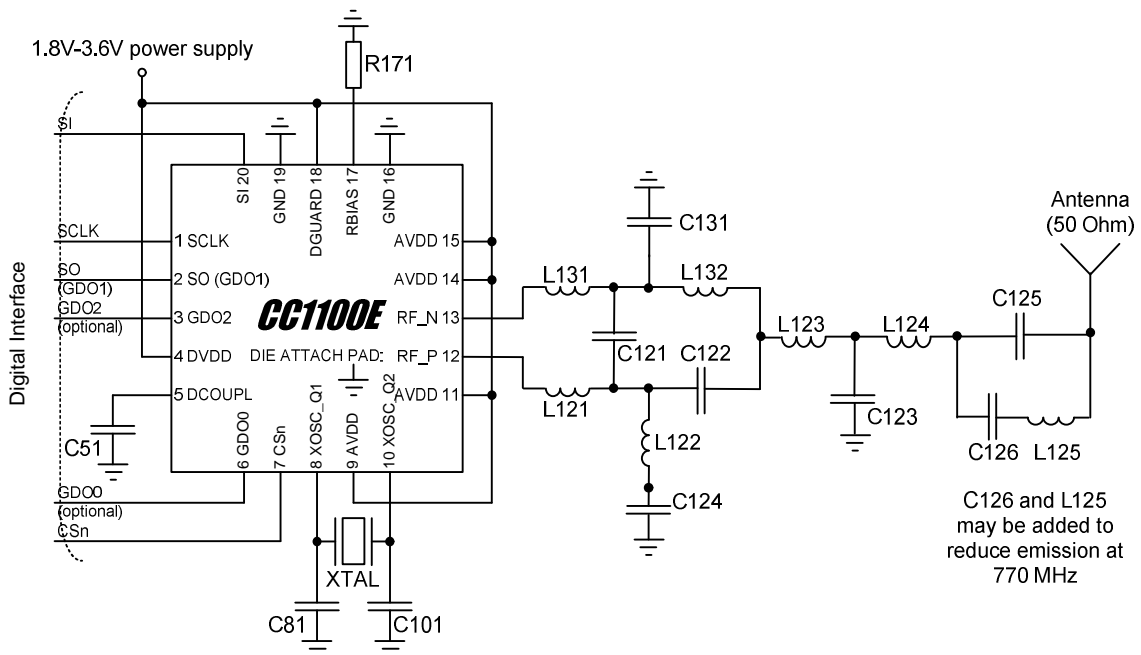 1.8V-3.6V power supply
R171
SI
SI 20
GND 19
DGUARD 18
RBIAS 17
GND 16
Antenna
(50 Ohm)
C131
SCLK
1 SCLK
AVDD 15
SO
(GDO1)
2 SO (GDO1)
AVDD 14
L131
L132
GDO2
(optional)
3 GDO2
CC1100E
RF_N 13
C125
L123
L124
C121
C122
4 DVDD
DIE ATTACH PAD:
RF_P 12
Digital Interface
5 DCOUPL
AVDD 11
L121
C123
C51
6 GDO0
7 CSn
8 XOSC_Q1
9 AVDD
10 XOSC_Q2
L122
C126
L125
GDO0
(optional)
C124
CSn
C126 and L125
may be added to
reduce emission at
770 MHz
XTAL
C81
C101